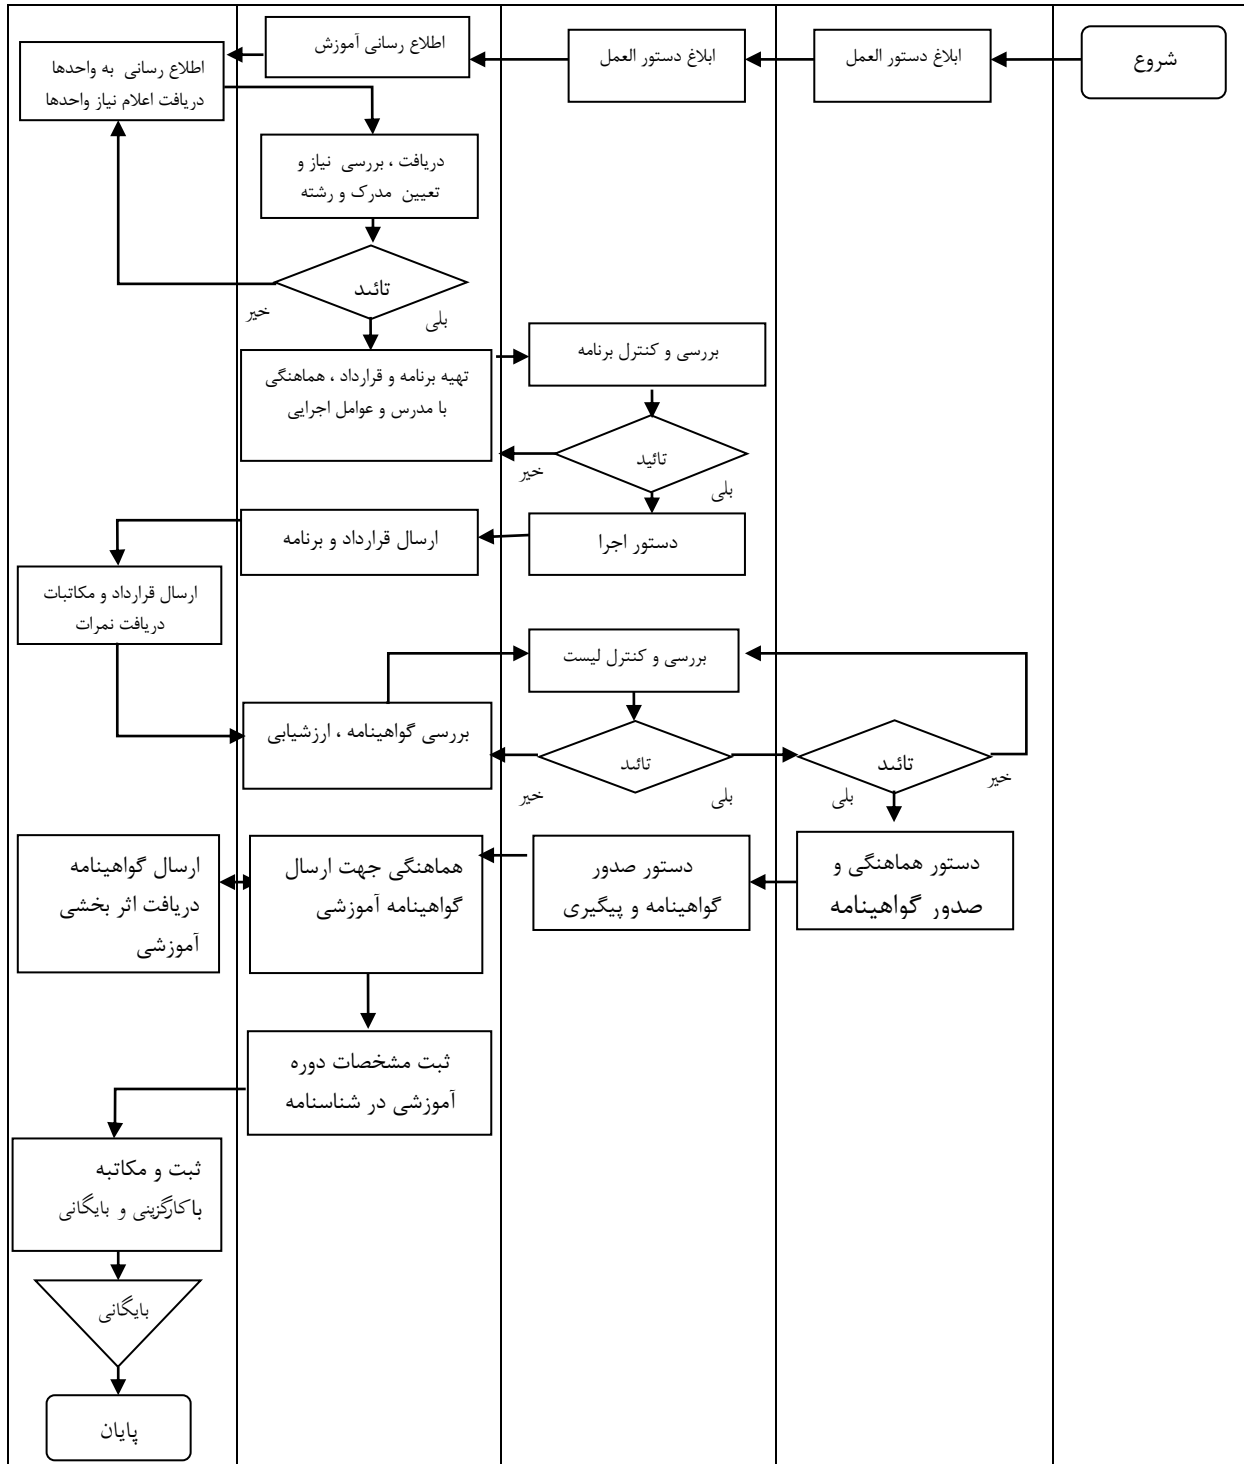 شروع
ابلاغ دستور العمل
ابلاغ دستور العمل
اطلاع رسانی آموزش
اطلاع رسانی به واحدها
دریافت اعلام نیاز واحدها
دریافت ، بررسی نیاز و
تعیین مدرک و رشته
تائید
خیر
بلی
تهیه برنامه و قرارداد ، هماهنگی
با مدرس و عوامل اجرایی
بررسی و کنترل برنامه
تائید
خیر
بلی
دستور اجرا
ارسال قرارداد و برنامه
ارسال قرارداد و مکاتبات
دریافت نمرات
بررسی گواهینامه ، ارزشیابی
بررسی و کنترل لیست
تائید
خیر
بلی
تائید
خیر
بلی
دستور هماهنگی و
صدور گواهینامه
دستور صدور
گواهینامه و پیگیری
هماهنگی جهت ارسال
گواهینامه آموزشی
ارسال گواهینامه
دریافت اثر بخشی
آموزشی
ثبت مشخصات دوره
آموزشی در شناسنامه
ثبت و مکاتبه
باکارگزینی و بایگانی
بایگانی
پایان